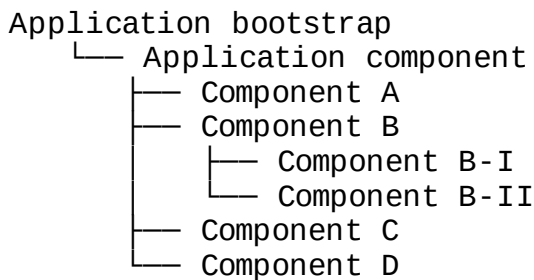 Application bootstrap
└── Application component
├── Component A
├── Component B
│   ├── Component B-I
│   └── Component B-II
├── Component C
└── Component D